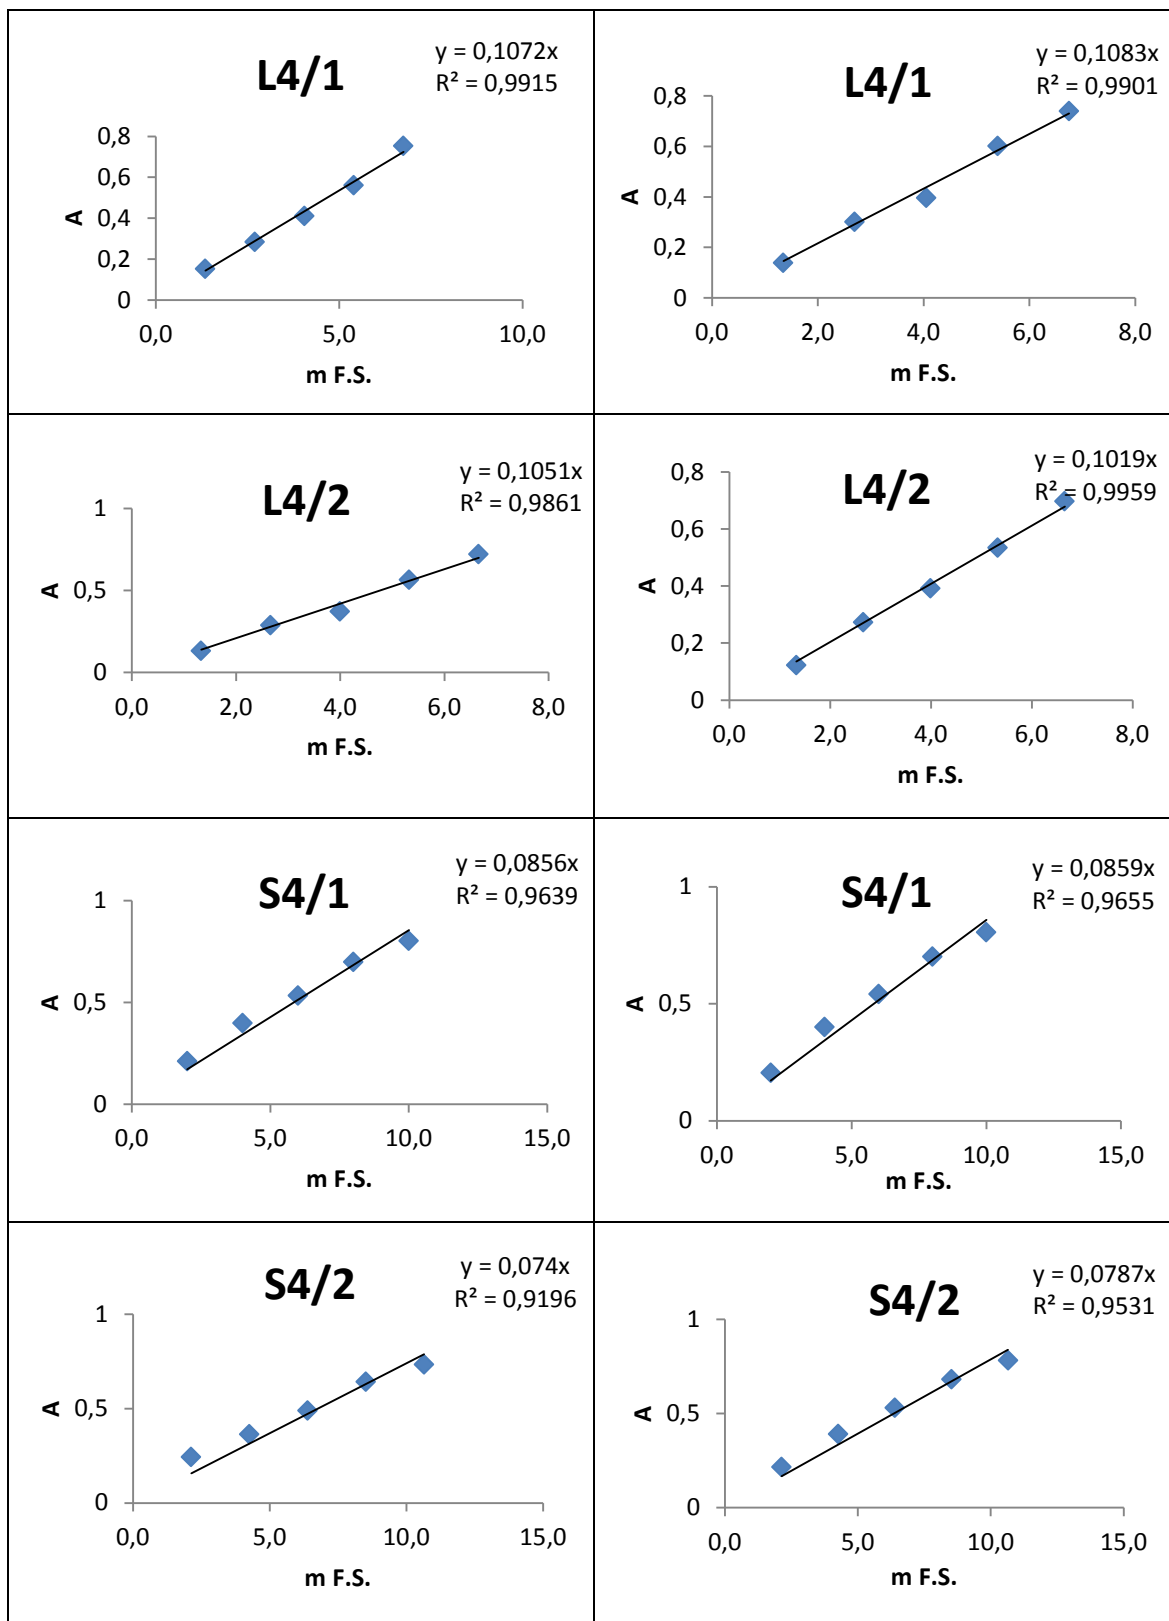 L4/1
y = 0,1072x
R² = 0,9915
0,8
0,6
0,4
0,2
0
A
0,0 5,0 10,0
m F.S.
L4/1
y = 0,1083x
R² = 0,9901
0,8
0,6
0,4
0,2
0
A
0,0 2,0 4,0 6,0 8,0
m F.S.
L4/2
y = 0,1051x
R² = 0,9861
1
0,5
0
A
0,0 2,0 4,0 6,0 8,0
m F.S.
L4/2
y = 0,1019x
R² = 0,9959
0,8
0,6
0,4
0,2
0
A
0,0 2,0 4,0 6,0 8,0
m F.S.
S4/1
y = 0,0856x
R² = 0,9639
1
0,5
0
A
0,0 5,0 10,0 15,0
m F.S.
S4/1
y = 0,0859x
R² = 0,9655
1
0,5
0
A
0,0 5,0 10,0 15,0
m F.S.
S4/2
y = 0,074x
R² = 0,9196
1
0,5
0
A
0,0 5,0 10,0 15,0
m F.S.
S4/2
y = 0,0787x
R² = 0,9531
1
0,5
0
A
0,0 5,0 10,0 15,0
m F.S.